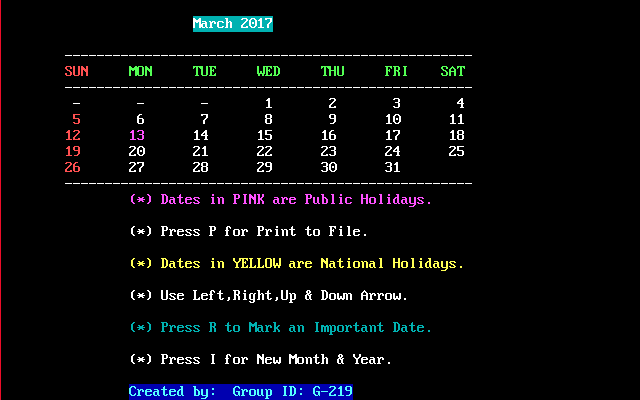 March 2017
SUN MON TUE WED THU FRI SAT
- - - 1 2 3 4
5 6 7 8 9 10 11
12 13 14 15 16 17 18
19 20 21 22 23 24 25
26 27 28 29 30 31
(*) Dates in PINK are Public Holidays.
(*) Press P for Print to File.
(*) Dates in YELLOW are National Holidays.
(*) Use Left,Right,Up & Down Arrow.
(*) Press R to Mark an Important Date.
(*) Press I for New Month & Year.
Created by: Group ID: G-219